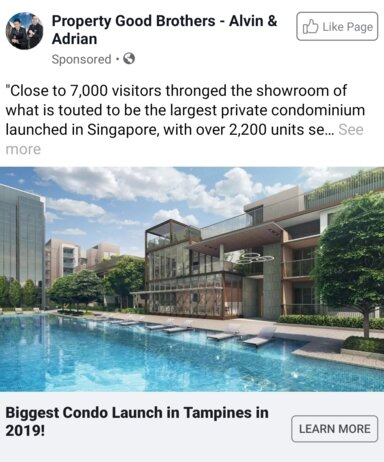 Property Good Brothers - Alvin &
Adrian
Like Page
Sponsored ·
"Close to 7,000 visitors thronged the showroom of
what is touted to be the largest private condominium
launched in Singapore, with over 2,200 units se... See
more
Biggest Condo Launch in Tampines in
2019!
LEARN MORE